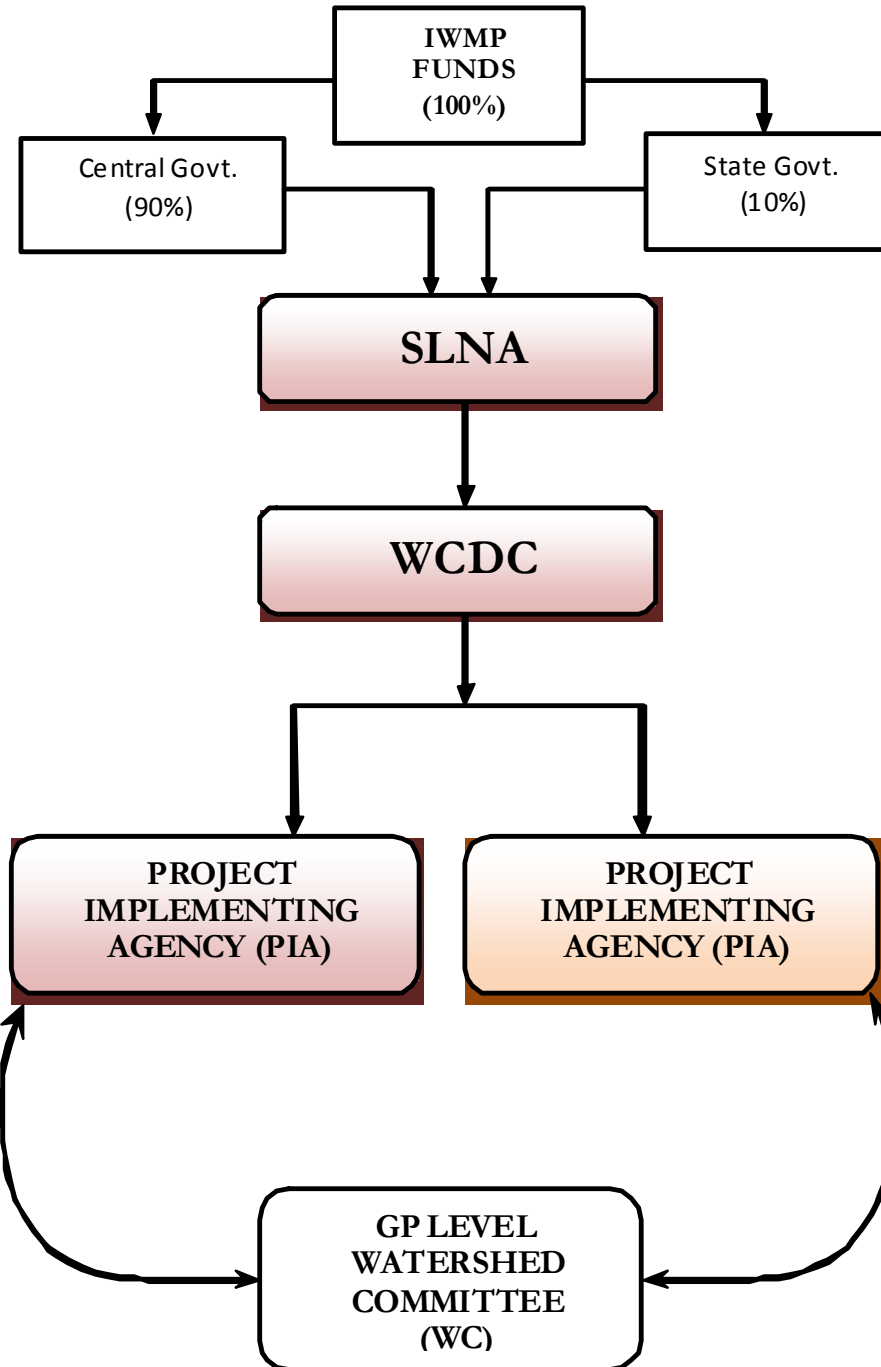 IWMP
FUNDS
(100%)
Central Govt.
(90%)
State Govt.
(10%)
SLNA
WCDC
PROJECT
IMPLEMENTING
AGENCY (PIA)
PROJECT
IMPLEMENTING
AGENCY (PIA)
GP LEVEL
WATERSHED
COMMITTEE
(WC)